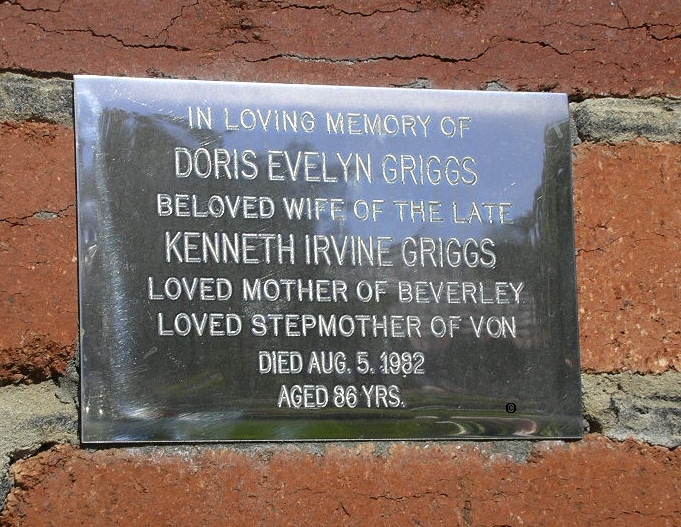 IN LOVING MEMORY OF
DORIS EVELYN GRIGGS
BELOVED WIFE OF THE LATE
KENNETH IRVINE GRIGGS
LOVED MOTHER OF BEVERLEY
LOVED STEPMOTHER OF VON
DIED AUG. 5. 1982
AGED 86 YRS.